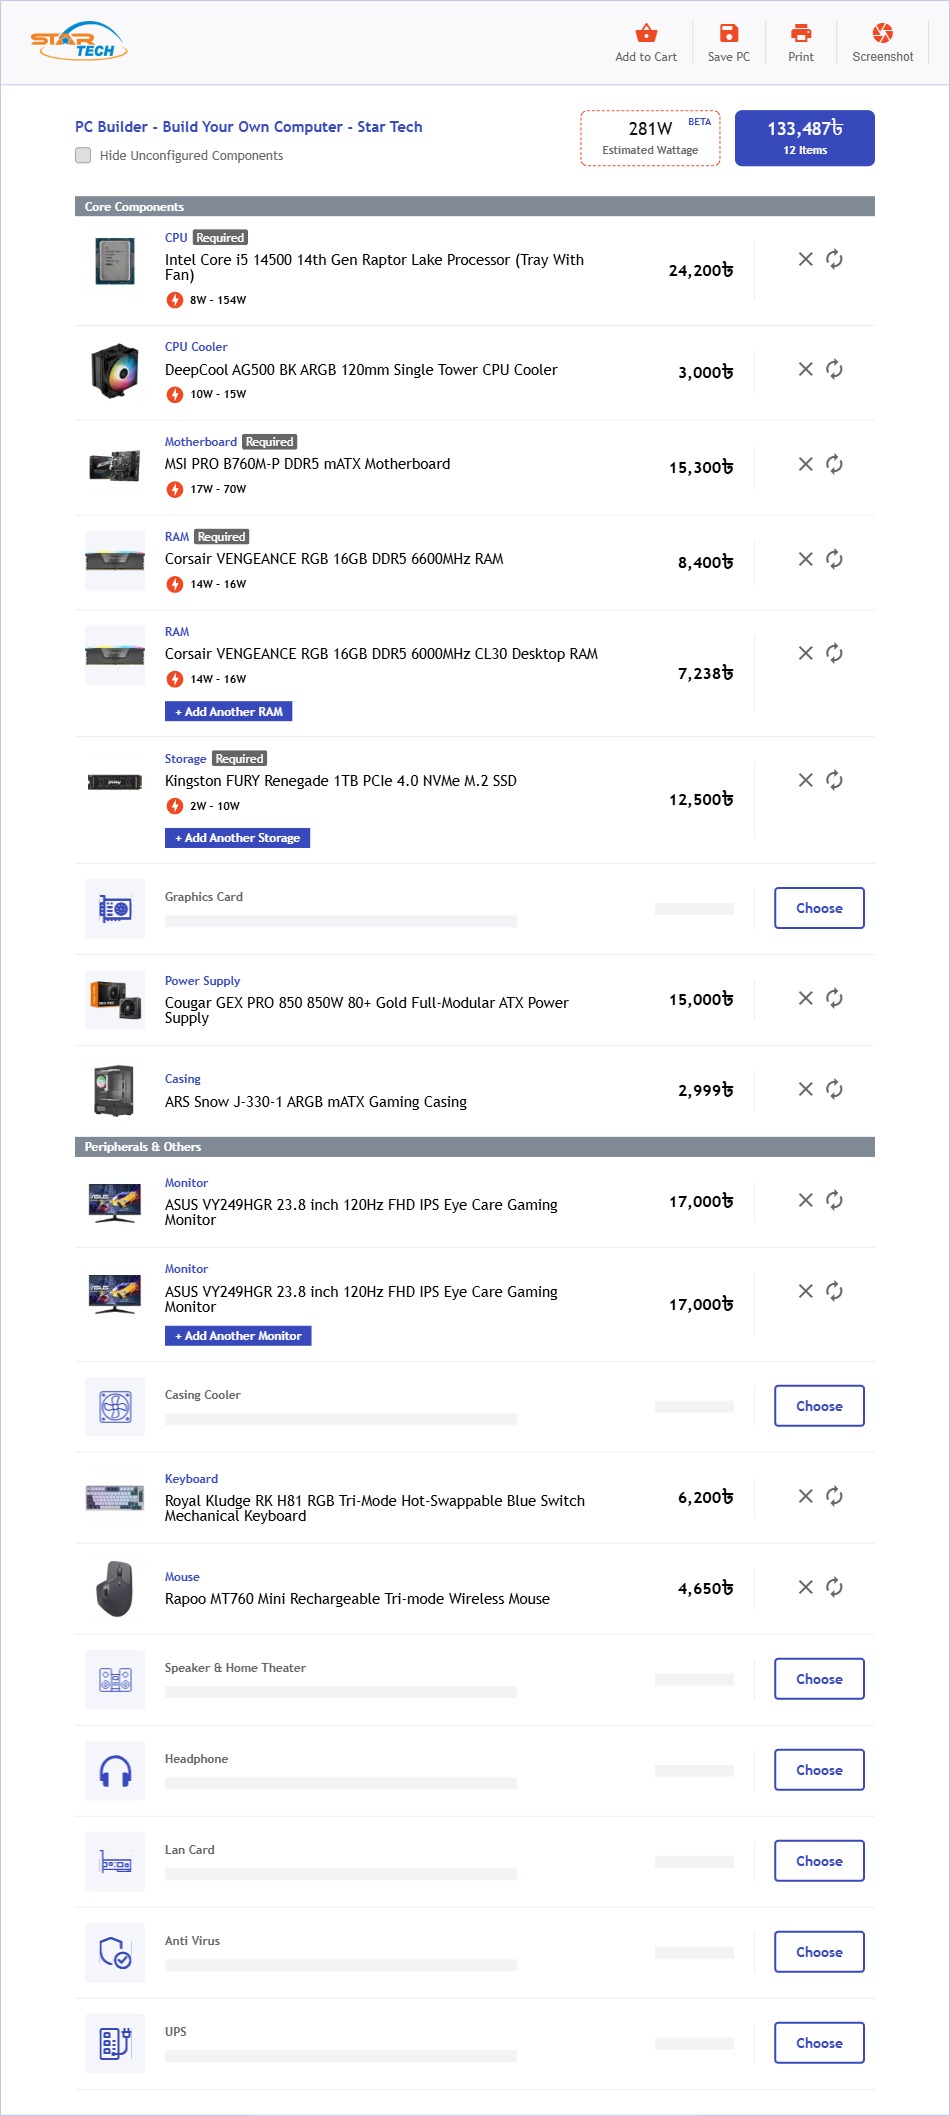 STAR
TECH
Add to Cart
Save PC
Print
Screenshot
PC Builder - Build Your Own Computer - Star Tech
Hide Unconfigured Components
281W
BETA
Estimated Wattage
133,487৳
12 Items
Core Components
CPU Required
Intel Core i5 14500 14th Gen Raptor Lake Processor (Tray With
Fan)
8W - 154W
24,200৳
CPU Cooler
DeepCool AG500 BK ARGB 120mm Single Tower CPU Cooler
10W - 15W
3,000৳
Motherboard Required
MSI PRO B760M-P DDR5 mATX Motherboard
17W - 70W
15,300৳
RAM Required
Corsair VENGEANCE RGB 16GB DDR5 6600MHz RAM
14W - 16W
8,400৳
RAM
Corsair VENGEANCE RGB 16GB DDR5 6000MHz CL30 Desktop RAM
14W - 16W
7,238৳
+ Add Another RAM
Storage Required
Kingston FURY Renegade 1TB PCIe 4.0 NVMe M.2 SSD
2W - 10W
12,500৳
+ Add Another Storage
Graphics Card
Choose
Power Supply
Cougar GEX PRO 850 850W 80+ Gold Full-Modular ATX Power
Supply
15,000৳
Casing
ARS Snow J-330-1 ARGB mATX Gaming Casing
2,999৳
Peripherals & Others
Monitor
ASUS VY249HGR 23.8 inch 120Hz FHD IPS Eye Care Gaming
Monitor
17,000৳
Monitor
ASUS VY249HGR 23.8 inch 120Hz FHD IPS Eye Care Gaming
Monitor
17,000৳
+ Add Another Monitor
Casing Cooler
Choose
Keyboard
Royal Kludge RK H81 RGB Tri-Mode Hot-Swappable Blue Switch
Mechanical Keyboard
6,200৳
Mouse
Rapoo MT760 Mini Rechargeable Tri-mode Wireless Mouse
4,650৳
Speaker & Home Theater
Choose
Headphone
Choose
Lan Card
Choose
Anti Virus
Choose
UPS
Choose